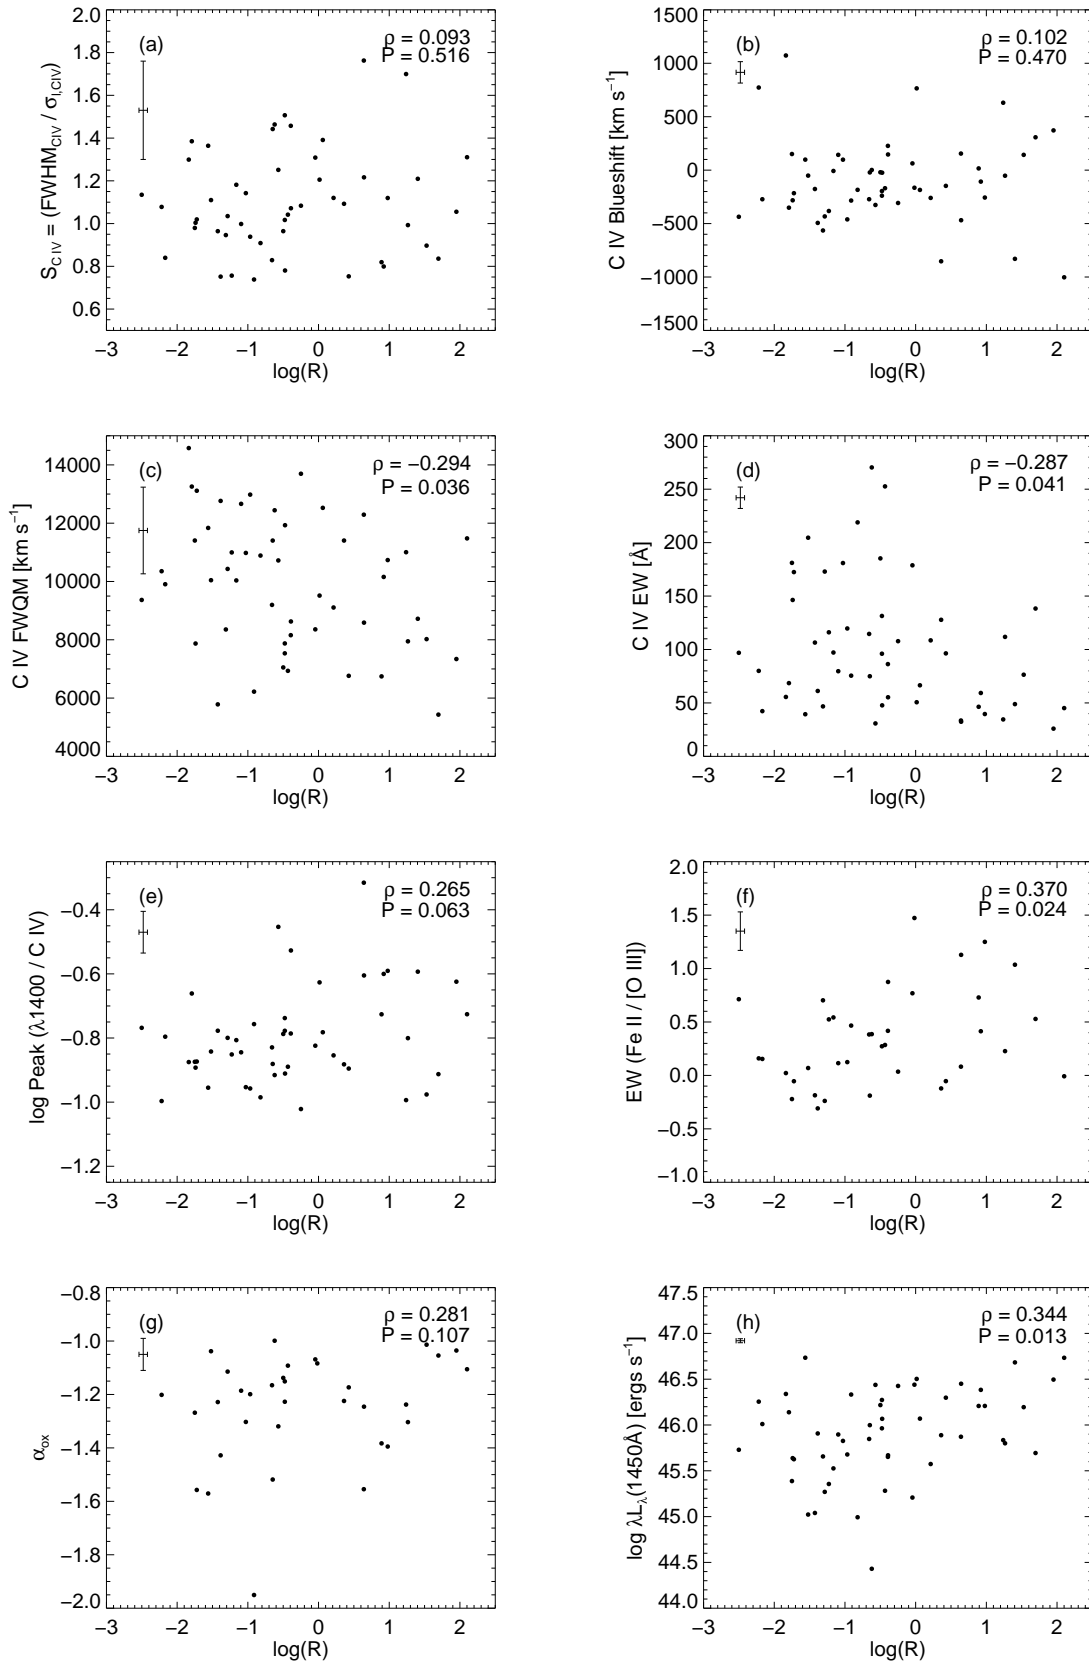 (a)
ρ = 0.093
P = 0.516
S_{C IV} = (FWHM_{CIV} / σ_{l,CIV})
2.0
1.8
1.6
1.4
1.2
1.0
0.8
0.6
−3 −2 −1 0 1 2
log(R)
(b)
ρ = 0.102
P = 0.470
C IV Blueshift [km s^{−1}]
1500
1000
500
0
−500
−1000
−1500
−3 −2 −1 0 1 2
log(R)
(c)
ρ = −0.294
P = 0.036
C IV FWQM [km s^{−1}]
14000
12000
10000
8000
6000
4000
−3 −2 −1 0 1 2
log(R)
(d)
ρ = −0.287
P = 0.041
C IV EW [Å]
300
250
200
150
100
50
0
−3 −2 −1 0 1 2
log(R)
(e)
ρ = 0.265
P = 0.063
log Peak (λ1400 / C IV)
−0.4
−0.6
−0.8
−1.0
−1.2
−3 −2 −1 0 1 2
log(R)
(f)
ρ = 0.370
P = 0.024
EW (Fe II / [O III])
2.0
1.5
1.0
0.5
0.0
−0.5
−1.0
−3 −2 −1 0 1 2
log(R)
(g)
ρ = 0.281
P = 0.107
α_{ox}
−0.8
−1.0
−1.2
−1.4
−1.6
−1.8
−2.0
−3 −2 −1 0 1 2
log(R)
(h)
ρ = 0.344
P = 0.013
log λL_{λ}(1450Å) [ergs s^{−1}]
47.5
47.0
46.5
46.0
45.5
45.0
44.5
44.0
−3 −2 −1 0 1 2
log(R)